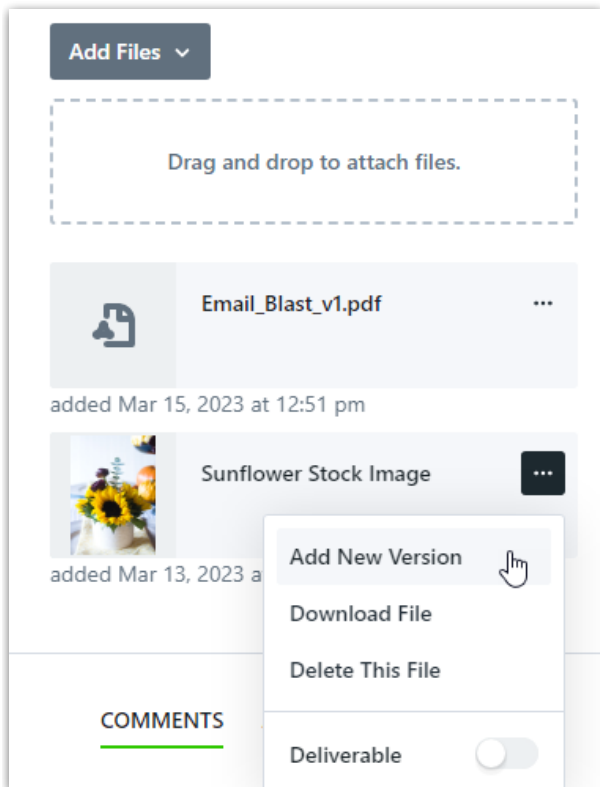 Add Files
Drag and drop to attach files.
Email_Blast_v1.pdf
added Mar 15, 2023 at 12:51 pm
Sunflower Stock Image
added Mar 13, 2023 a
Add New Version
Download File
Delete This File
COMMENTS
Deliverable